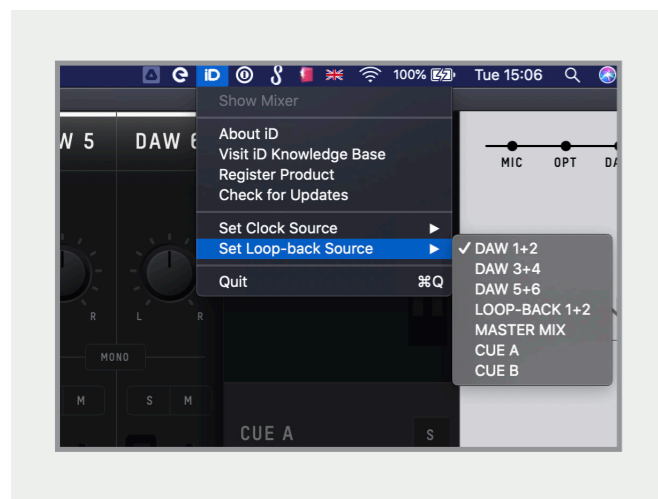 iD
100%
Tue 15:06
Show Mixer
About iD
Visit iD Knowledge Base
Register Product
Check for Updates
Set Clock Source
Set Loop-back Source
Quit ⌘Q
DAW 1+2
DAW 3+4
DAW 5+6
LOOP-BACK 1+2
MASTER MIX
CUE A
CUE B
W 5
DAW 6
MIC OPT DA
R L R
MONO
M S M
CUE A S